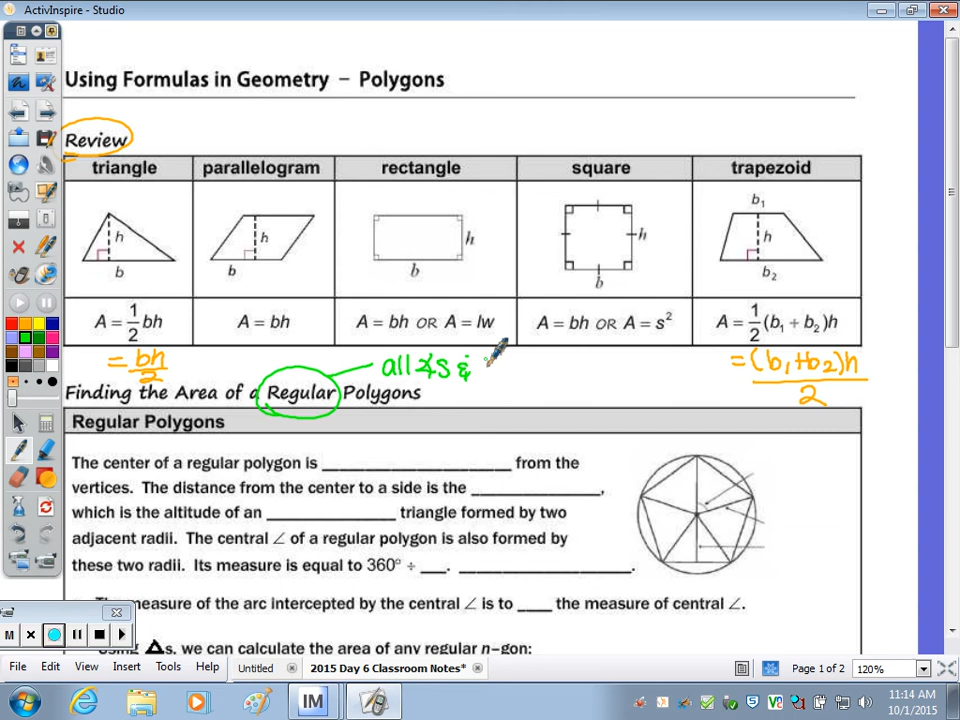 ActivInspire - Studio
Using Formulas in Geometry – Polygons
Review
triangle parallelogram rectangle square trapezoid
h b
h b
h b
h b
b1 h b2
A = 1/2 bh A = bh A = bh OR A = lw A = bh OR A = s² A = 1/2 (b1 + b2)h
= bh/2 all ∡s & = (b1+b2)h/2
Finding the Area of a Regular Polygons
Regular Polygons
The center of a regular polygon is ____________________ from the
vertices. The distance from the center to a side is the ______________,
which is the altitude of an ______________ triangle formed by two
adjacent radii. The central ∠ of a regular polygon is also formed by
these two radii. Its measure is equal to 360° ÷ ___. ___________________.
measure of the arc intercepted by the central ∠ is to ____ the measure of central ∠.
△s, we can calculate the area of any regular n–gon:
M
File Edit View Insert Tools Help Untitled 2015 Day 6 Classroom Notes* Page 1 of 2 120%
IM 11:14 AM
10/1/2015